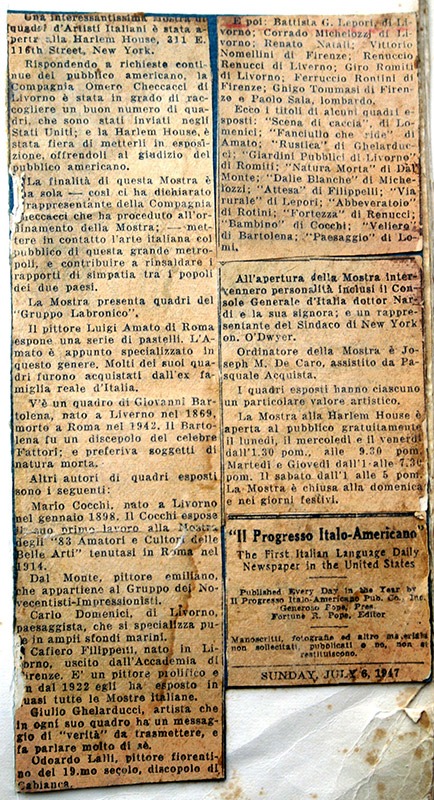 Una interessantissima Mostra di
quadri d'Artisti Italiani è stata a-
perta alla Harlem House, 311 E.
116th Street, New York.
Rispondendo a richieste conti-
nue del pubblico americano, la
Compagnia Omero Checcacci di
Livorno è stata in grado di rac-
cogliere un buon numero di qua-
dri, che sono stati inviati negli
Stati Uniti; e la Harlem House, è
stata fiera di metterli in esposi-
zione, offrendoli al giudizio del
pubblico americano.
La finalità di questa Mostra è
una sola — così ci ha dichiarato
il rappresentante della Compagnia
Checcacci che ha proceduto all'or-
dinamento della Mostra; — met-
tere in contatto l'arte italiana col
pubblico di questa grande metro-
poli, e contribuire a rinsaldare i
rapporti di simpatia tra i popoli
dei due paesi.
La Mostra presenta quadri del
"Gruppo Labronico".
Il pittore Luigi Amato di Roma
espone una serie di pastelli. L'A-
mato è appunto specializzato in
questo genere. Molti dei suoi qua-
dri furono acquistati dall'ex fa-
miglia reale d'Italia.
V'è un quadro di Giovanni Bar-
tolena, nato a Livorno nel 1869,
morto a Roma nel 1942. Il Barto-
lena fu un discepolo del celebre
Fattori; e preferiva soggetti di
natura morta.
Altri autori di quadri esposti
sono i seguenti:
Mario Cocchi, nato a Livorno
nel gennaio 1898. Il Cocchi espose
il suo primo lavoro alla Mostra
degli "83 Amatori e Cultori delle
Belle Arti" tenutasi in Roma nel
1914.
Dal Monte, pittore emiliano,
che appartiene al Gruppo dei No-
vecentisti-Impresionisti.
Carlo Domenici, di Livorno,
paesaggista, che si specializza pu-
re in ampii sfondi marini.
Cafiero Filippelli, nato in Li-
vorno, uscito dall'Accademia di
Firenze. E' un pittore prolifico e
in dal 1922 egli ha esposto in
quasi tutte le Mostre Italiane.
Giulio Ghelarducci, artista che
in ogni suo quadro ha un messag-
gio di "verità" da trasmettere, e
fa parlare molto di sè.
Odoardo Lalli, pittore fiorenti-
no del 19.mo secolo, discepolo di
Cabianca.
E poi: Battista G. Lepori, di Li-
vorno; Corrado Michelozzi di Li-
vorno; Renato Natali; Vittorio
Nomellini di Firenze; Renuccio
Renucci di Livorno; Giro Romiti
di Livorno; Ferruccio Rontini di
Firenze; Ghigo Tommasi di Firen-
ze e Paolo Sala, lombardo.
Ecco i titoli di alcuni quadri e-
sposti: "Scena di caccia", di Do-
menici; "Fanciullo che ride" di
Amato; "Rustica" di Ghelarduc-
ci; "Giardini Pubblici di Livorno"
di Romiti; "Natura Morta" di Dal
Monte; "Dalle Blanche" di Miche-
lozzi; "Attesa" di Filippelli; "Via
rurale" di Lepori; "Abbeveratoio"
di Rotini; "Fortezza" di Renucci;
"Bambino" di Cocchi; "Veliero"
di Bartolena; "Paesaggio" di Lo-
mi,
All'apertura della Mostra inter-
vennero personalità inclusi il Con-
sole Generale d'Italia dottor Nar-
di e la sua signora; e un rappre-
sentante del Sindaco di New York
on. O'Dwyer.
Ordinatore della Mostra è Jo-
seph M. De Caro, assistito da Pa-
squale Acquista.
I quadri esposti hanno ciascuno
un particolare valore artistico.
La Mostra alla Harlem House è
aperta al pubblico gratuitamente
il lunedì, il mercoledì e il venerdì
dall'1.30 pom. alle 9.30 pom.
Martedì e Giovedì dall'1-alle 7.30
pom. Il sabato dall'1 alle 5 pom.
La Mostra è chiusa alla domenica
e nei giorni festivi.
"Il Progresso Italo-Americano"
The First Italian Language Daily
Newspaper in the United States
Published Every Day in the Year by
Il Progresso Italo-Americano Pub. Co., Inc.
Generoso Pope, Pres.
Fortune R. Pope, Editor
Manoscritti, fotografie ed altro materiale
non sollecitati, pubblicati e no, non si
restituiscono.
SUNDAY, JULY 6, 1947